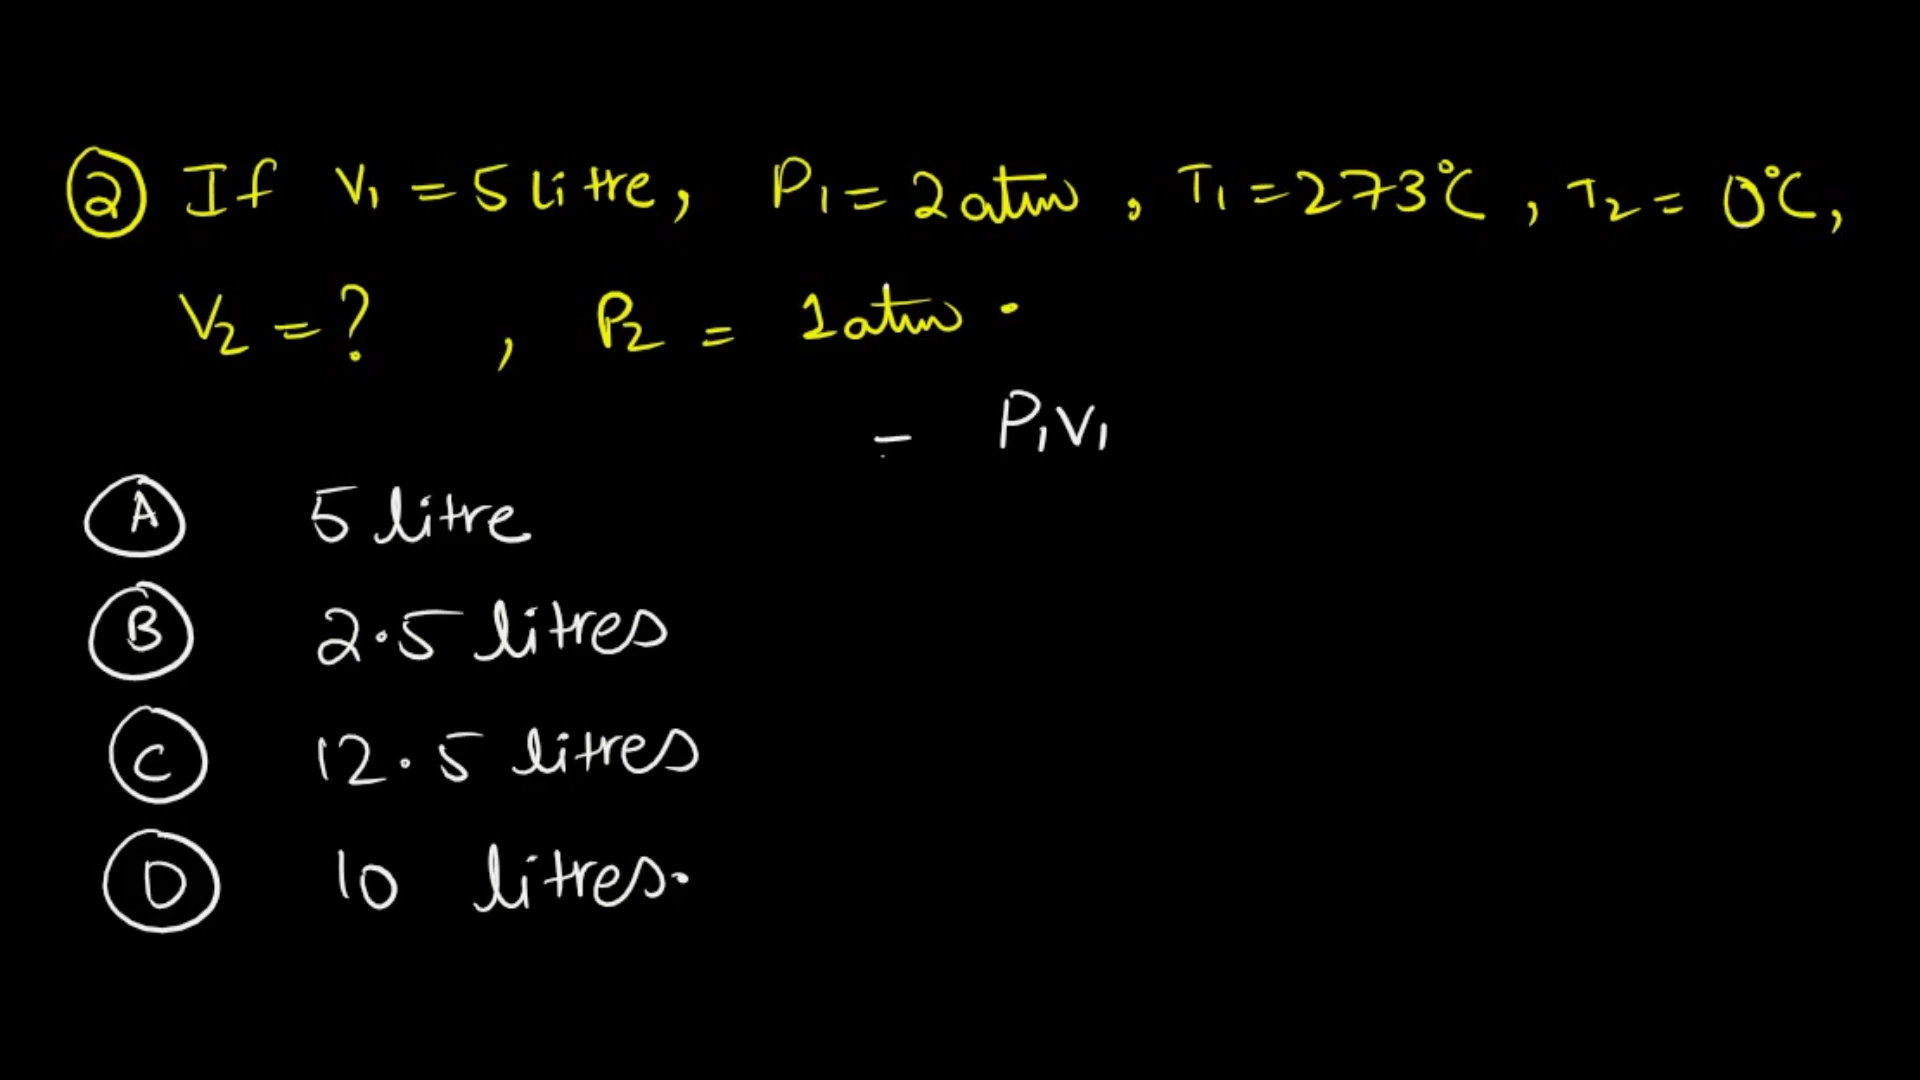 ② If V₁ = 5 litre, P₁ = 2 atm, T₁ = 273°C, T₂ = 0°C,
V₂ = ?, P₂ = 1 atm.
– P₁V₁
Ⓐ 5 litre
Ⓑ 2.5 litres
Ⓒ 12.5 litres
Ⓓ 10 litres.